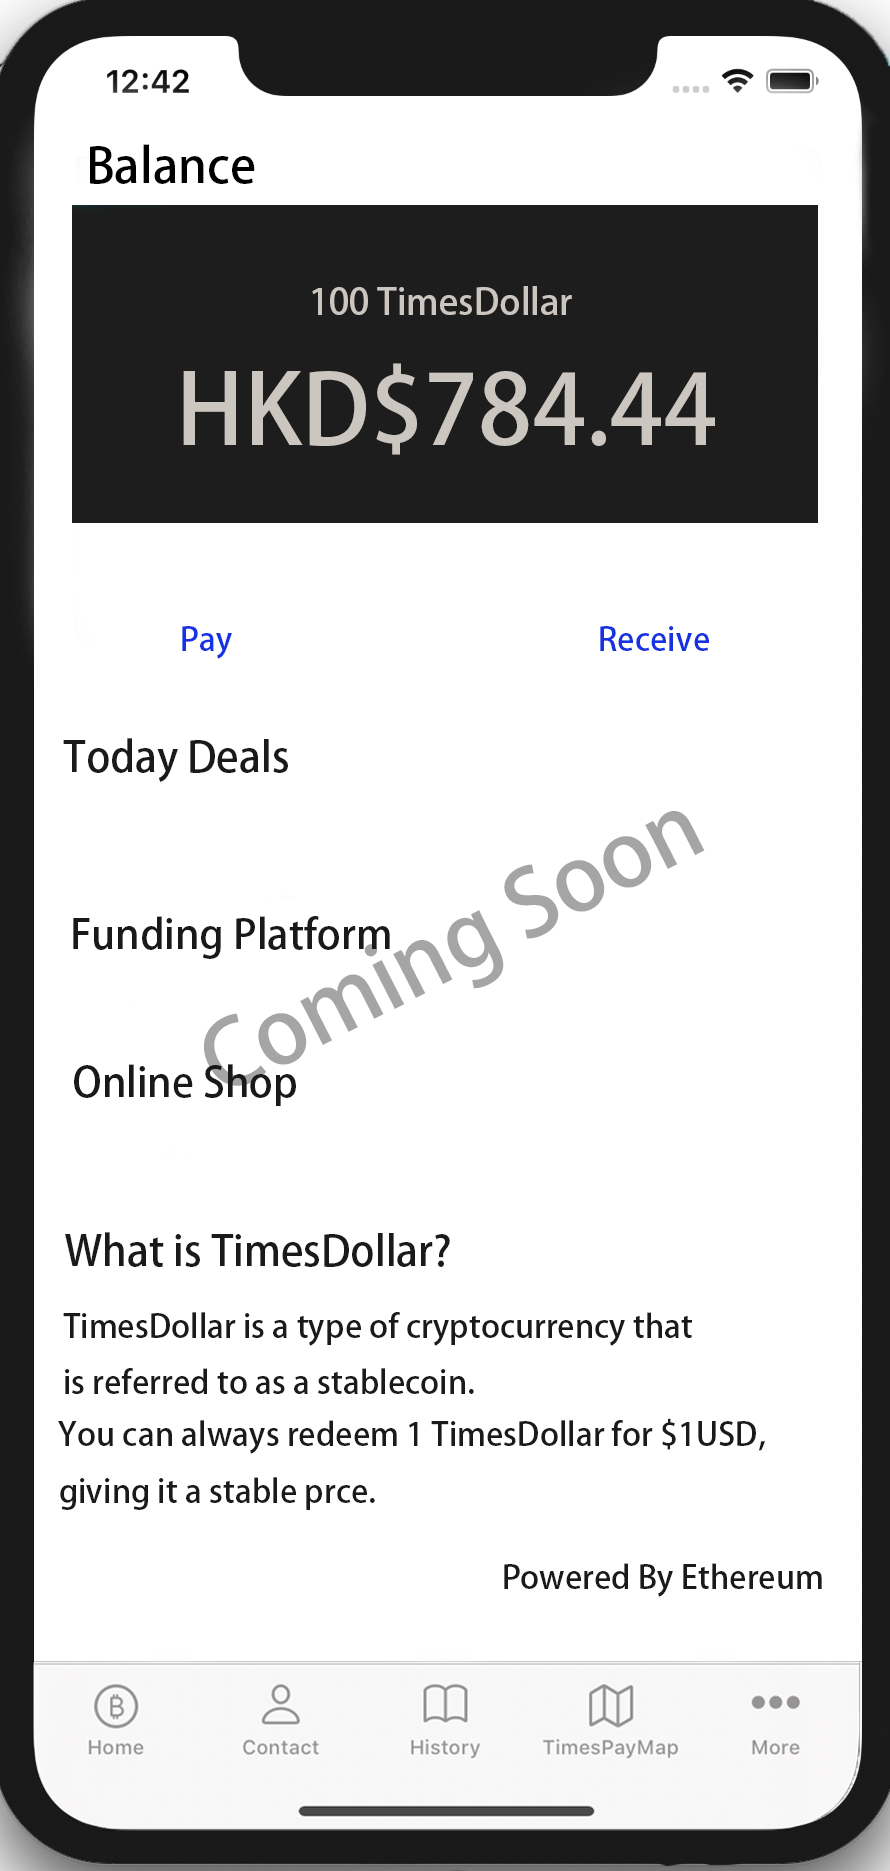 12:42
Balance
100 TimesDollar
HKD$784.44
Pay
Receive
Today Deals
Coming Soon
Funding Platform
Online Shop
What is TimesDollar?
TimesDollar is a type of cryptocurrency that
is referred to as a stablecoin.
You can always redeem 1 TimesDollar for $1USD,
giving it a stable prce.
Powered By Ethereum
Home
Contact
History
TimesPayMap
More